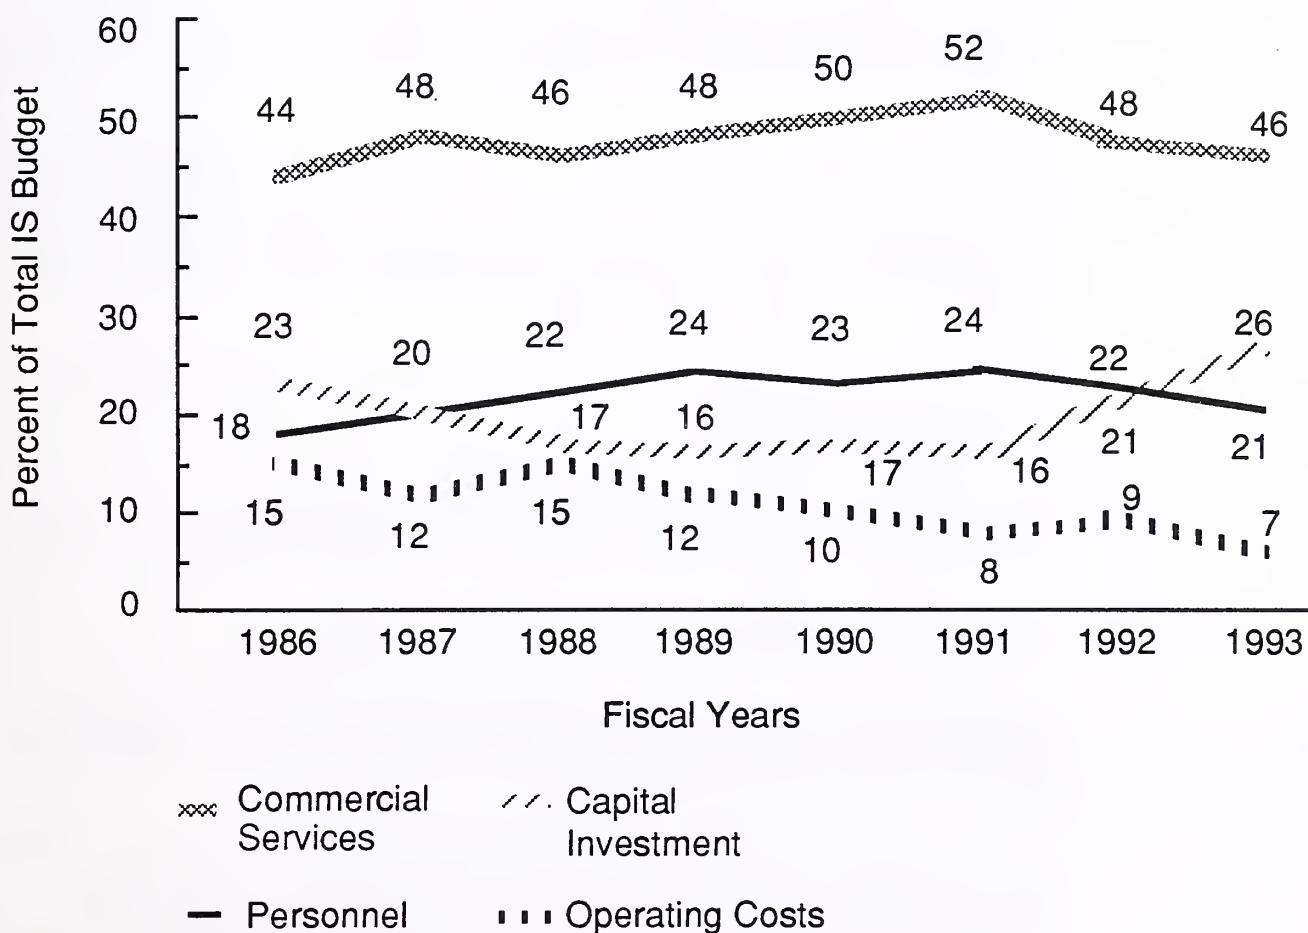 Percent of Total IS Budget
60
50
40
30
20
10
0
44 48 46 48 50 52 48 46
23 20 22 24 23 24 22 26
18 17 16 17 16 21 21
15 12 15 12 10 8 9 7
1986 1987 1988 1989 1990 1991 1992 1993
Fiscal Years
Commercial Services
Capital Investment
Personnel
Operating Costs